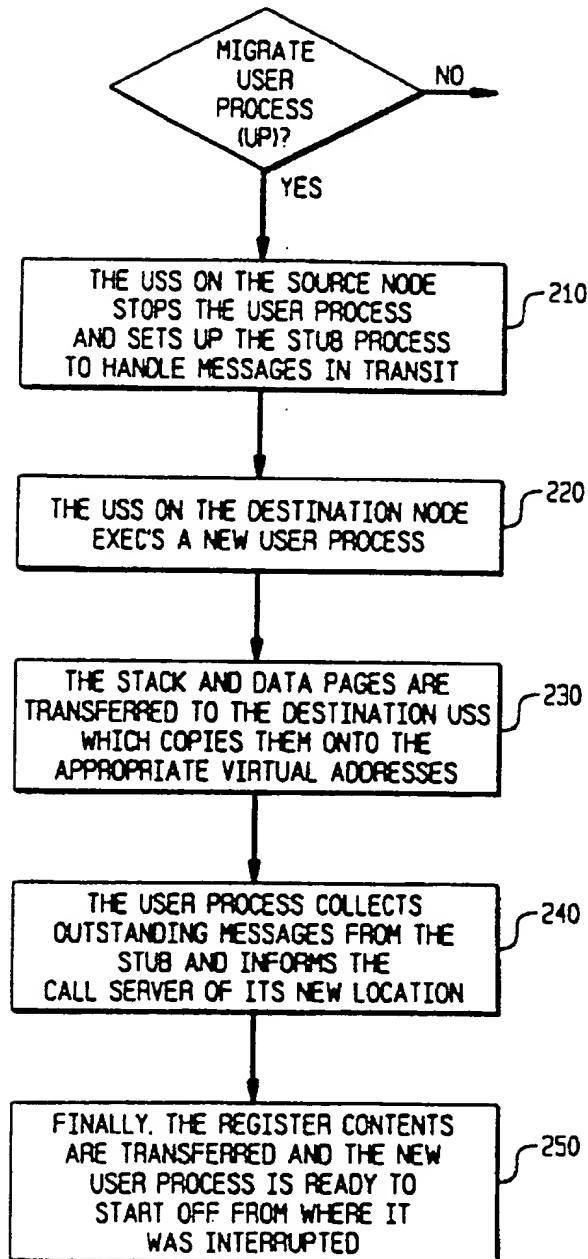 MIGRATE
USER
PROCESS
(UP)?
NO
YES
THE USS ON THE SOURCE NODE
STOPS THE USER PROCESS
AND SETS UP THE STUB PROCESS
TO HANDLE MESSAGES IN TRANSIT
210
THE USS ON THE DESTINATION NODE
EXEC'S A NEW USER PROCESS
220
THE STACK AND DATA PAGES ARE
TRANSFERRED TO THE DESTINATION USS
WHICH COPIES THEM ONTO THE
APPROPRIATE VIRTUAL ADDRESSES
230
THE USER PROCESS COLLECTS
OUTSTANDING MESSAGES FROM THE
STUB AND INFORMS THE
CALL SERVER OF ITS NEW LOCATION
240
FINALLY. THE REGISTER CONTENTS
ARE TRANSFERRED AND THE NEW
USER PROCESS IS READY TO
START OFF FROM WHERE IT
WAS INTERRUPTED
250